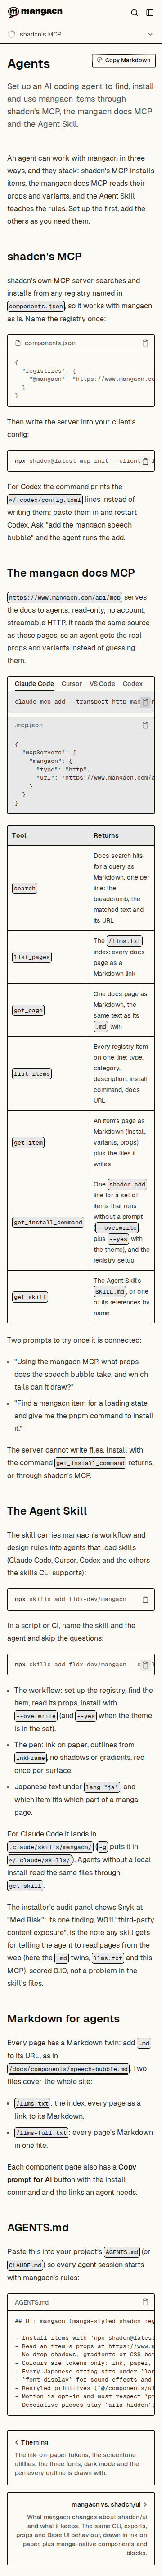 mangacn
shadcn's MCP
Agents
Copy Markdown
Set up an AI coding agent to find, install
and use mangacn items through
shadcn's MCP, the mangacn docs MCP
and the Agent Skill.
An agent can work with mangacn in three
ways, and they stack: shadcn's MCP installs
items, the mangacn docs MCP reads their
props and variants, and the Agent Skill
teaches the rules. Set up the first, add the
others as you need them.
shadcn's MCP
shadcn's own MCP server searches and
installs from any registry named in
components.json, so it works with mangacn
as is. Name the registry once:
components.json
{
"registries": {
"@mangacn": "https://www.mangacn.co
}
}
Then write the server into your client's
config:
npx shadcn@latest mcp init --client
For Codex the command prints the
~/.codex/config.toml lines instead of
writing them; paste them in and restart
Codex. Ask "add the mangacn speech
bubble" and the agent runs the add.
The mangacn docs MCP
https://www.mangacn.com/api/mcp serves
the docs to agents: read-only, no account,
streamable HTTP. It reads the same source
as these pages, so an agent gets the real
props and variants instead of guessing
them.
Claude Code Cursor VS Code Codex
claude mcp add --transport http
.mcp.json
{
"mcpServers": {
"mangacn": {
"type": "http",
"url": "https://www.mangacn.com/a
}
}
}
Tool Returns
search
Docs search hits
for a query as
Markdown, one per
line: the
breadcrumb, the
matched text and
its URL
list_pages
The /llms.txt
index: every docs
page as a
Markdown link
get_page
One docs page as
Markdown, the
same text as its
.md twin
list_items
Every registry item
on one line: type,
category,
description, install
command, docs
URL
get_item
An item's page as
Markdown (install,
variants, props)
plus the files it
writes
get_install_command
One shadcn add
line for a set of
items that runs
without a prompt
(--overwrite,
plus --yes with
the theme), and the
registry setup
get_skill
The Agent Skill's
SKILL.md, or one
of its references by
name
Two prompts to try once it is connected:
• "Using the mangacn MCP, what props
does the speech bubble take, and which
tails can it draw?"
• "Find a mangacn item for a loading state
and give me the pnpm command to install
it."
The server cannot write files. Install with
the command get_install_command returns,
or through shadcn's MCP.
The Agent Skill
The skill carries mangacn's workflow and
design rules into agents that load skills
(Claude Code, Cursor, Codex and the others
the skills CLI supports):
npx skills add fldx-dev/mangacn
In a script or CI, name the skill and the
agent and skip the questions:
npx skills add fldx-dev/mangacn
• The workflow: set up the registry, find the
item, read its props, install with
--overwrite (and --yes when the theme
is in the set).
• The pen: ink on paper, outlines from
InkFrame, no shadows or gradients, red
once per surface.
• Japanese text under lang="ja", and
which item fits which part of a manga
page.
For Claude Code it lands in
.claude/skills/mangacn/ (-g puts it in
~/.claude/skills/). Agents without a local
install read the same files through
get_skill.
The installer's audit panel shows Snyk at
"Med Risk": its one finding, W011 "third-party
content exposure", is the note any skill gets
for telling the agent to read pages from the
web (here the .md twins, llms.txt and this
MCP), scored 0.10, not a problem in the
skill's files.
Markdown for agents
Every page has a Markdown twin: add .md
to its URL, as in
/docs/components/speech-bubble.md. Two
files cover the whole site:
• /llms.txt: the index, every page as a
link to its Markdown.
• /llms-full.txt: every page's Markdown
in one file.
Each component page also has a Copy
prompt for AI button with the install
command and the links an agent needs.
AGENTS.md
Paste this into your project's AGENTS.md (or
CLAUDE.md) so every agent session starts
with mangacn's rules:
AGENTS.md
## UI: mangacn (manga-styled shadcn reg
- Install items with 'npx shadcn@latest
- Read an item's props at https://www.m
- No drop shadows, gradients or CSS bor
- Colours are tokens only: ink, paper,
- Every Japanese string sits under 'lan
- 'font-display' for sound effects and
- Restyled primitives ('@/components/ui
- Motion is opt-in and must respect 'pr
- Decorative pieces stay 'aria-hidden';
Theming
The ink-on-paper tokens, the screentone
utilities, the three fonts, dark mode and the
pen every outline is drawn with.
mangacn vs. shadcn/ui
What mangacn changes about shadcn/ui
and what it keeps. The same CLI, exports,
props and Base UI behaviour, drawn in ink on
paper, plus manga-native components and
blocks.